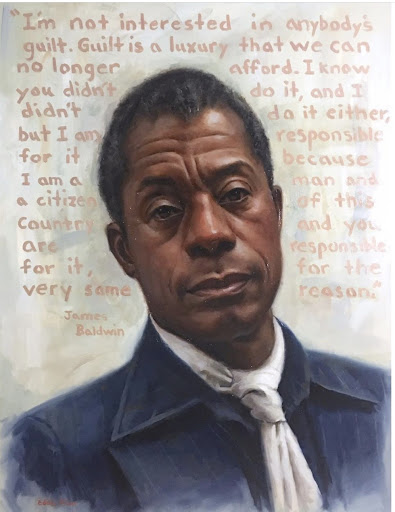 "I'm not interested in anybody's
guilt. Guilt is a luxury that we can
no longer afford. I know
you didn't do it, and I
didn't do it either,
but I am responsible
for it because
I am a man and
a citizen of this
Country and you
are responsible
for it, for the
very same reason."
James
Baldwin